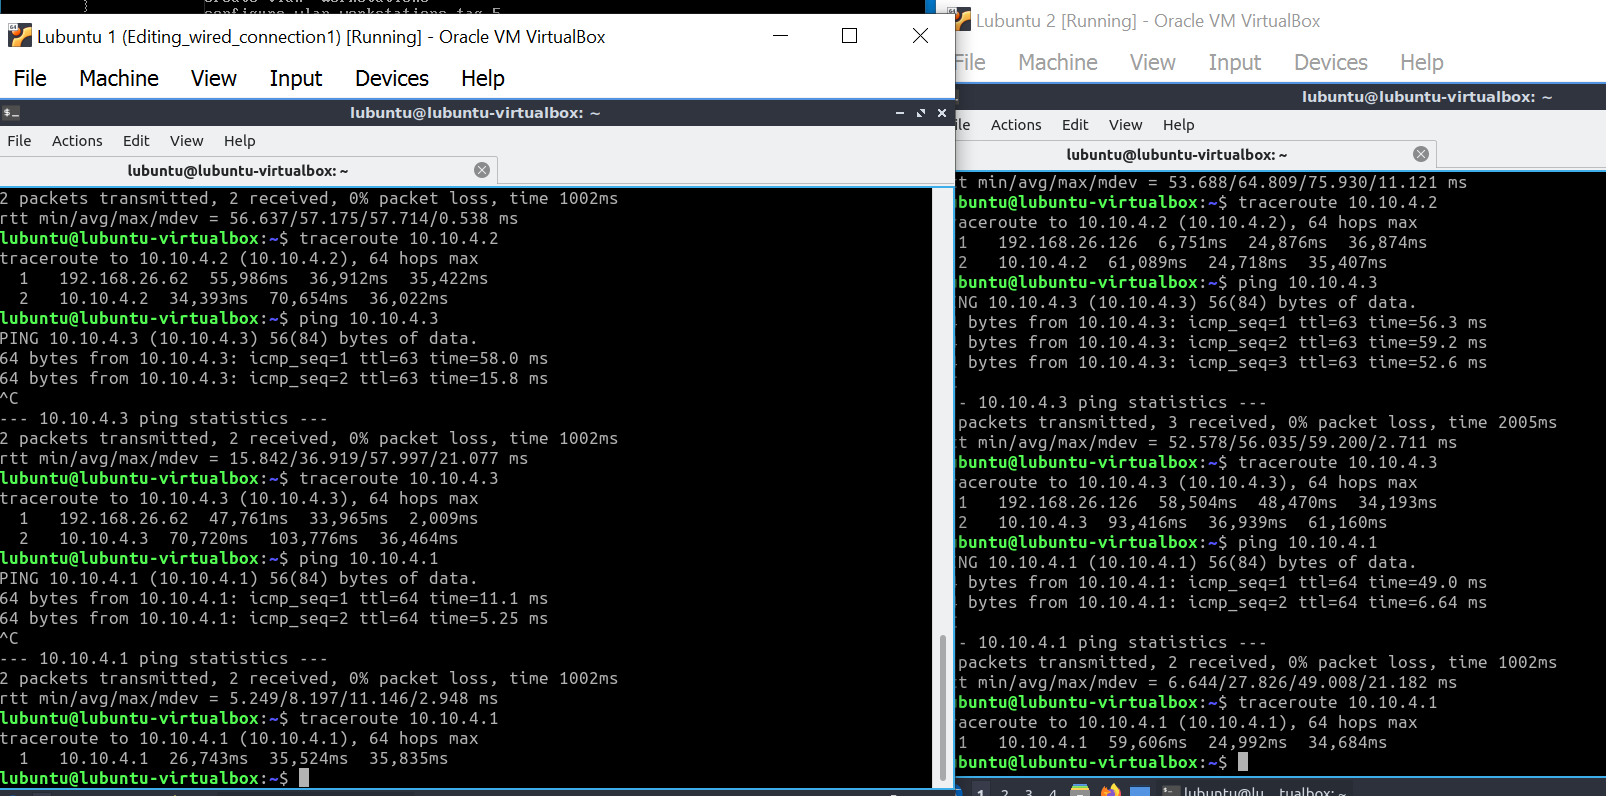 create vlan workstations
configure vlan workstations tag 5
Lubuntu 1 (Editing_wired_connection1) [Running] - Oracle VM VirtualBox
File Machine View Input Devices Help
lubuntu@lubuntu-virtualbox: ~
File Actions Edit View Help
lubuntu@lubuntu-virtualbox: ~
2 packets transmitted, 2 received, 0% packet loss, time 1002ms
rtt min/avg/max/mdev = 56.637/57.175/57.714/0.538 ms
lubuntu@lubuntu-virtualbox:~$ traceroute 10.10.4.2
traceroute to 10.10.4.2 (10.10.4.2), 64 hops max
1 192.168.26.62 55,986ms 36,912ms 35,422ms
2 10.10.4.2 34,393ms 70,654ms 36,022ms
lubuntu@lubuntu-virtualbox:~$ ping 10.10.4.3
PING 10.10.4.3 (10.10.4.3) 56(84) bytes of data.
64 bytes from 10.10.4.3: icmp_seq=1 ttl=63 time=58.0 ms
64 bytes from 10.10.4.3: icmp_seq=2 ttl=63 time=15.8 ms
^C
--- 10.10.4.3 ping statistics ---
2 packets transmitted, 2 received, 0% packet loss, time 1002ms
rtt min/avg/max/mdev = 15.842/36.919/57.997/21.077 ms
lubuntu@lubuntu-virtualbox:~$ traceroute 10.10.4.3
traceroute to 10.10.4.3 (10.10.4.3), 64 hops max
1 192.168.26.62 47,761ms 33,965ms 2,009ms
2 10.10.4.3 70,720ms 103,776ms 36,464ms
lubuntu@lubuntu-virtualbox:~$ ping 10.10.4.1
PING 10.10.4.1 (10.10.4.1) 56(84) bytes of data.
64 bytes from 10.10.4.1: icmp_seq=1 ttl=64 time=11.1 ms
64 bytes from 10.10.4.1: icmp_seq=2 ttl=64 time=5.25 ms
^C
--- 10.10.4.1 ping statistics ---
2 packets transmitted, 2 received, 0% packet loss, time 1002ms
rtt min/avg/max/mdev = 5.249/8.197/11.146/2.948 ms
lubuntu@lubuntu-virtualbox:~$ traceroute 10.10.4.1
traceroute to 10.10.4.1 (10.10.4.1), 64 hops max
1 10.10.4.1 26,743ms 35,524ms 35,835ms
lubuntu@lubuntu-virtualbox:~$
Lubuntu 2 [Running] - Oracle VM VirtualBox
File Machine View Input Devices Help
lubuntu@lubuntu-virtualbox: ~
ile Actions Edit View Help
lubuntu@lubuntu-virtualbox: ~
t min/avg/max/mdev = 53.688/64.809/75.930/11.121 ms
buntu@lubuntu-virtualbox:~$ traceroute 10.10.4.2
aceroute to 10.10.4.2 (10.10.4.2), 64 hops max
1 192.168.26.126 6,751ms 24,876ms 36,874ms
2 10.10.4.2 61,089ms 24,718ms 35,407ms
buntu@lubuntu-virtualbox:~$ ping 10.10.4.3
NG 10.10.4.3 (10.10.4.3) 56(84) bytes of data.
bytes from 10.10.4.3: icmp_seq=1 ttl=63 time=56.3 ms
bytes from 10.10.4.3: icmp_seq=2 ttl=63 time=59.2 ms
bytes from 10.10.4.3: icmp_seq=3 ttl=63 time=52.6 ms
- 10.10.4.3 ping statistics ---
packets transmitted, 3 received, 0% packet loss, time 2005ms
t min/avg/max/mdev = 52.578/56.035/59.200/2.711 ms
buntu@lubuntu-virtualbox:~$ traceroute 10.10.4.3
aceroute to 10.10.4.3 (10.10.4.3), 64 hops max
1 192.168.26.126 58,504ms 48,470ms 34,193ms
2 10.10.4.3 93,416ms 36,939ms 61,160ms
buntu@lubuntu-virtualbox:~$ ping 10.10.4.1
NG 10.10.4.1 (10.10.4.1) 56(84) bytes of data.
bytes from 10.10.4.1: icmp_seq=1 ttl=64 time=49.0 ms
bytes from 10.10.4.1: icmp_seq=2 ttl=64 time=6.64 ms
- 10.10.4.1 ping statistics ---
packets transmitted, 2 received, 0% packet loss, time 1002ms
t min/avg/max/mdev = 6.644/27.826/49.008/21.182 ms
buntu@lubuntu-virtualbox:~$ traceroute 10.10.4.1
aceroute to 10.10.4.1 (10.10.4.1), 64 hops max
1 10.10.4.1 59,606ms 24,992ms 34,684ms
buntu@lubuntu-virtualbox:~$
1 2 3 4 lubuntu@lu...tualbox: ~